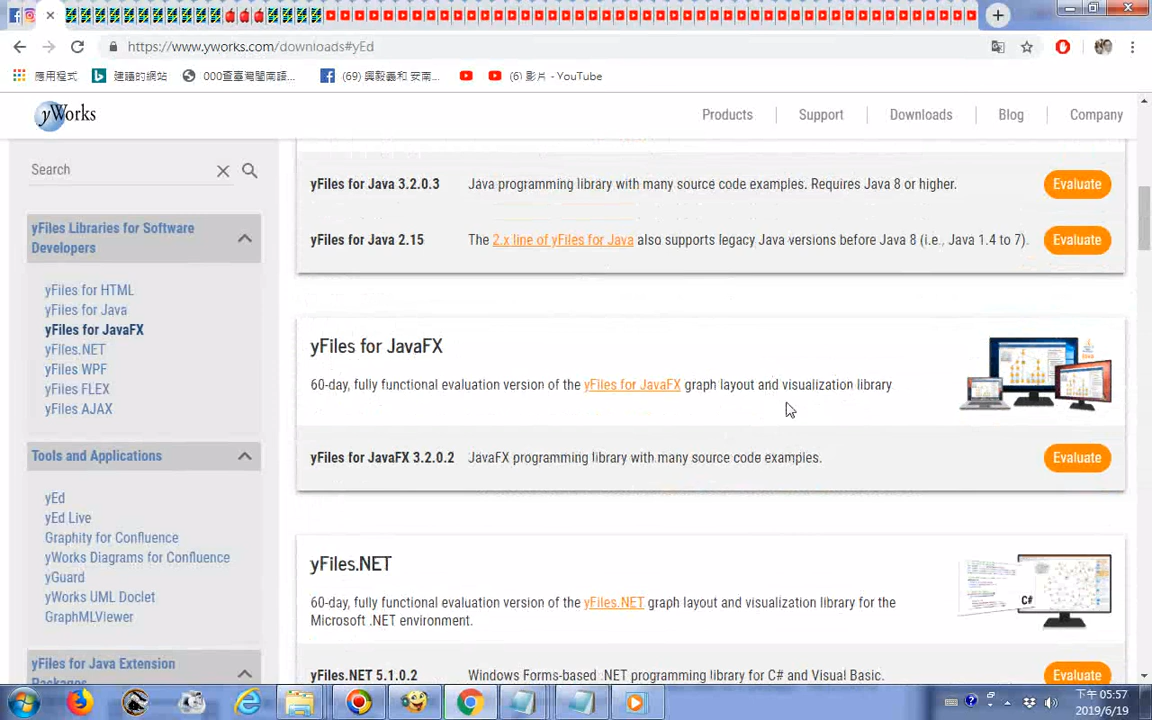 https://www.yworks.com/downloads#yEd
應用程式
建議的網站
000查臺灣閩南語...
(69) 興毅義和 安南...
(6) 影片 - YouTube
yWorks
Products
Support
Downloads
Blog
Company
Search
yFiles Libraries for Software Developers
yFiles for HTML
yFiles for Java
yFiles for JavaFX
yFiles.NET
yFiles WPF
yFiles FLEX
yFiles AJAX
Tools and Applications
yEd
yEd Live
Graphity for Confluence
yWorks Diagrams for Confluence
yGuard
yWorks UML Doclet
GraphMLViewer
yFiles for Java Extension
Packages
yFiles for Java 3.2.0.3 Java programming library with many source code examples. Requires Java 8 or higher. Evaluate
yFiles for Java 2.15 The 2.x line of yFiles for Java also supports legacy Java versions before Java 8 (i.e., Java 1.4 to 7). Evaluate
yFiles for JavaFX
60-day, fully functional evaluation version of the yFiles for JavaFX graph layout and visualization library
yFiles for JavaFX 3.2.0.2 JavaFX programming library with many source code examples. Evaluate
yFiles.NET
60-day, fully functional evaluation version of the yFiles.NET graph layout and visualization library for the
Microsoft .NET environment.
C#
yFiles.NET 5.1.0.2 Windows Forms-based .NET programming library for C# and Visual Basic. Evaluate
下午 05:57
2019/6/19